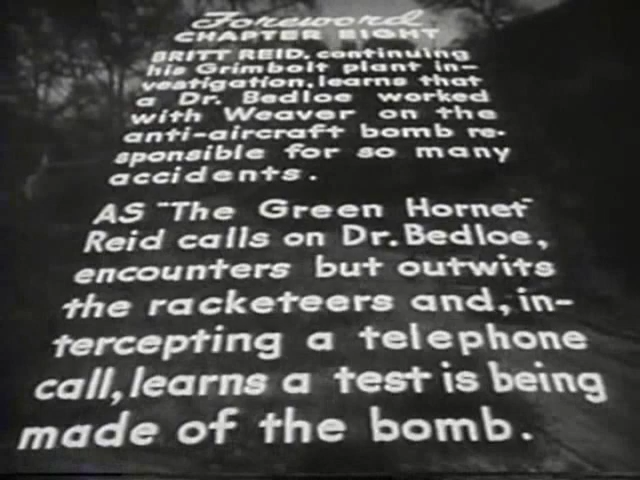 Foreword
CHAPTER EIGHT
BRITT REID, continuing
his Grimbolt plant in-
vestigation, learns that
a Dr. Bedloe worked
with Weaver on the
anti-aircraft bomb re-
sponsible for so many
accidents.
AS "The Green Hornet"
Reid calls on Dr. Bedloe,
encounters but outwits
the racketeers and, in-
tercepting a telephone
call, learns a test is being
made of the bomb.